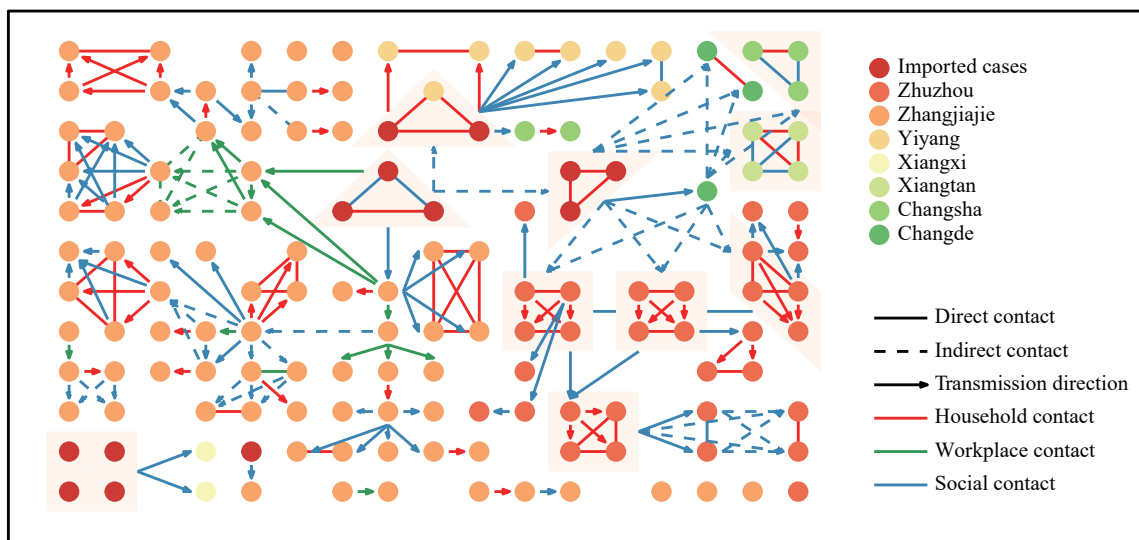 Imported cases
Zhuzhou
Zhangjiajie
Yiyang
Xiangxi
Xiangtan
Changsha
Changde
Direct contact
Indirect contact
Transmission direction
Household contact
Workplace contact
Social contact